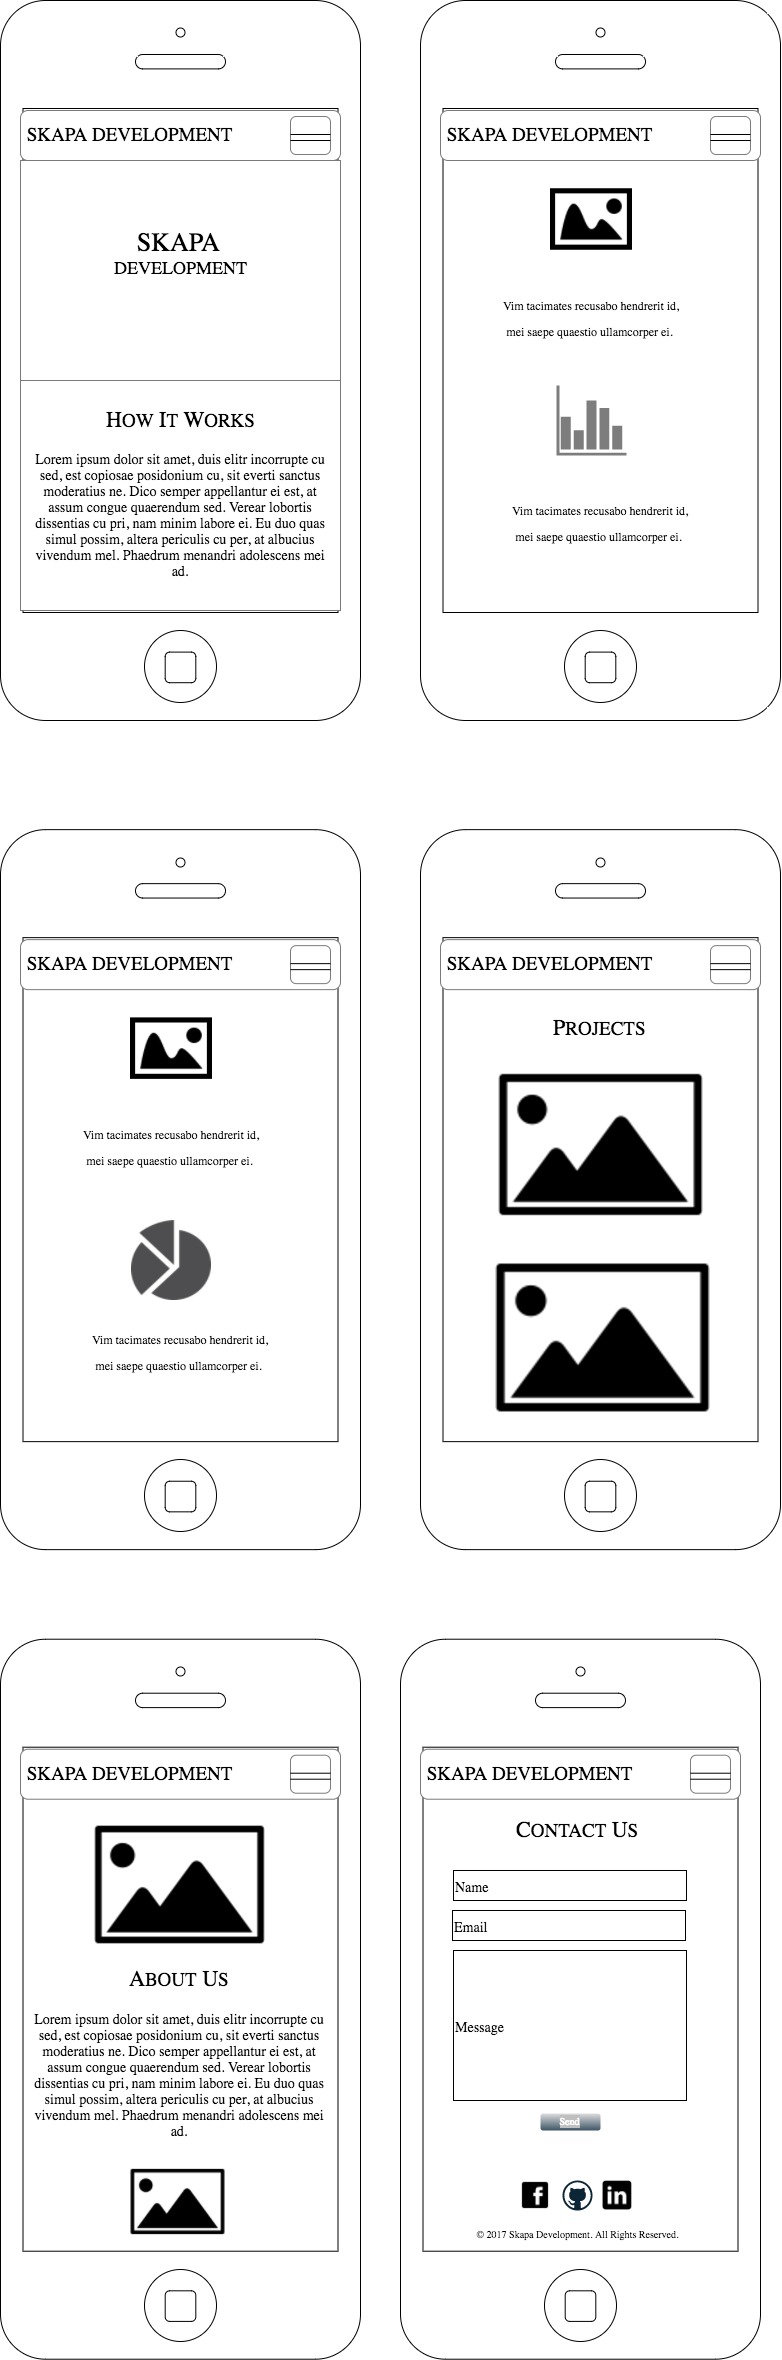 SKAPA DEVELOPMENT
SKAPA
DEVELOPMENT
HOW IT WORKS
Lorem ipsum dolor sit amet, duis elitr incorrupte cu
sed, est copiosae posidonium cu, sit everti sanctus
moderatius ne. Dico semper appellantur ei est, at
assum congue quaerendum sed. Verear lobortis
dissentias cu pri, nam minim labore ei. Eu duo quas
simul possim, altera periculis cu per, at albucius
vivendum mel. Phaedrum menandri adolescens mei
ad.
SKAPA DEVELOPMENT
Vim tacimates recusabo hendrerit id,
mei saepe quaestio ullamcorper ei.
Vim tacimates recusabo hendrerit id,
mei saepe quaestio ullamcorper ei.
SKAPA DEVELOPMENT
Vim tacimates recusabo hendrerit id,
mei saepe quaestio ullamcorper ei.
Vim tacimates recusabo hendrerit id,
mei saepe quaestio ullamcorper ei.
SKAPA DEVELOPMENT
PROJECTS
SKAPA DEVELOPMENT
ABOUT US
Lorem ipsum dolor sit amet, duis elitr incorrupte cu
sed, est copiosae posidonium cu, sit everti sanctus
moderatius ne. Dico semper appellantur ei est, at
assum congue quaerendum sed. Verear lobortis
dissentias cu pri, nam minim labore ei. Eu duo quas
simul possim, altera periculis cu per, at albucius
vivendum mel. Phaedrum menandri adolescens mei
ad.
SKAPA DEVELOPMENT
CONTACT US
Name
Email
Message
Send
f
in
© 2017 Skapa Development. All Rights Reserved.